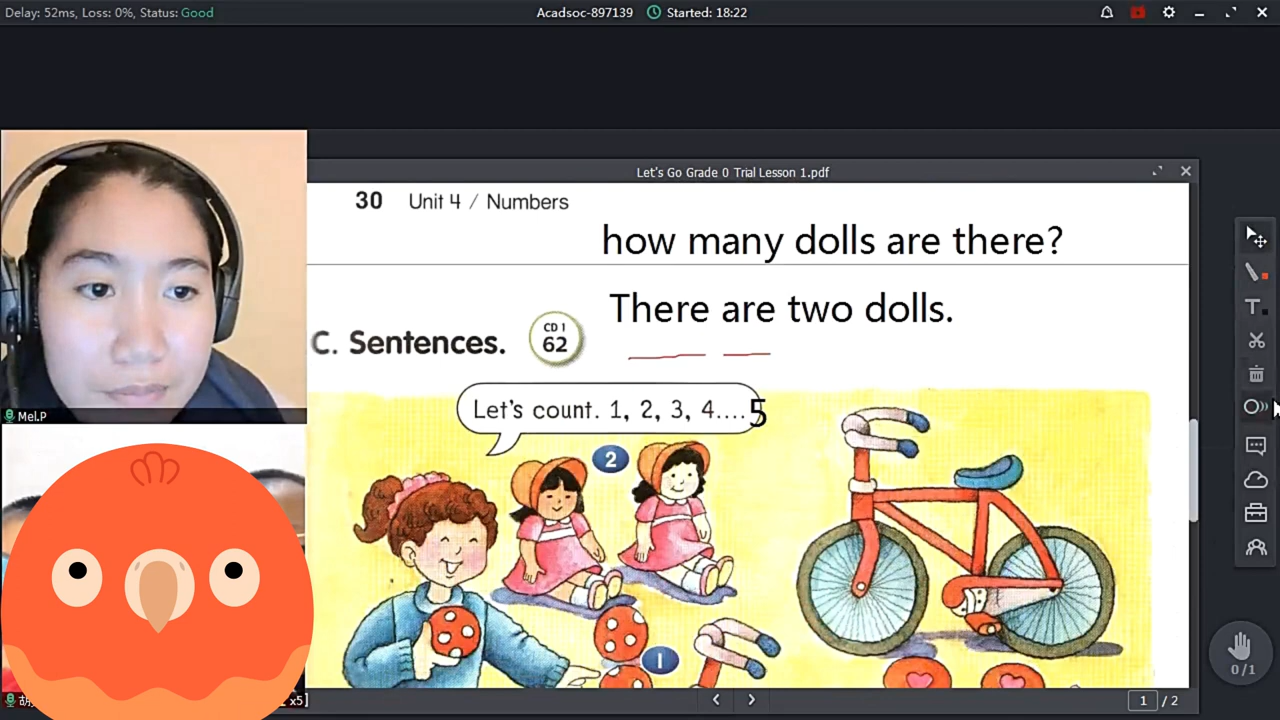 Delay: 52ms, Loss: 0%, Status: Good
Acadsoc-897139
Started: 18:22
Let's Go Grade 0 Trial Lesson 1.pdf
30 Unit 4 / Numbers
how many dolls are there?
There are two dolls.
C. Sentences.
CD 1
62
Let's count. 1, 2, 3, 4.... 5
2
1
Mel.P
x5]
0/1
1 / 2